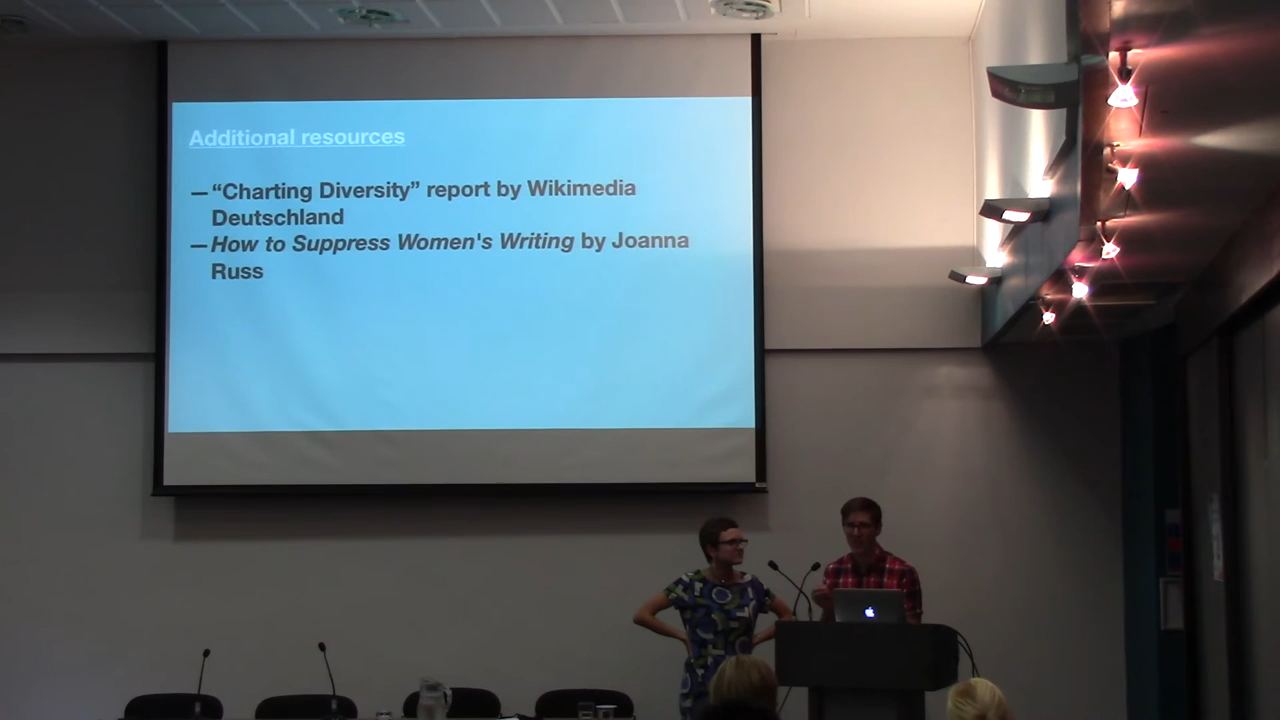 Additional resources
—“Charting Diversity” report by Wikimedia
Deutschland
—How to Suppress Women's Writing by Joanna
Russ